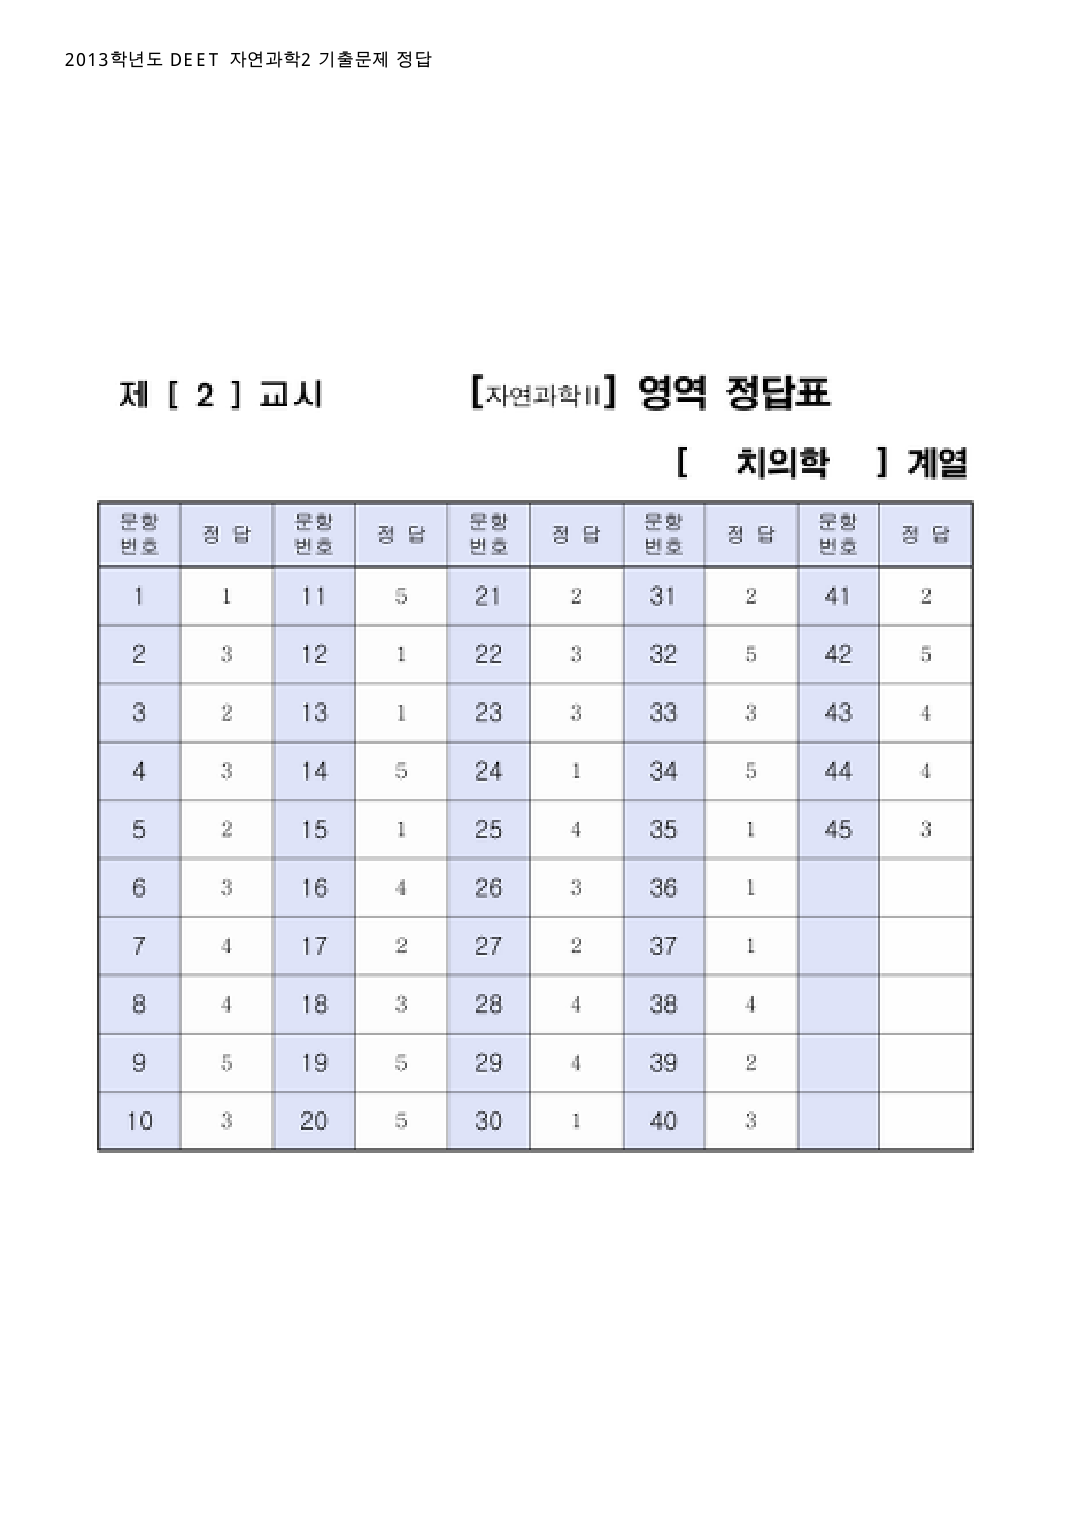 2013학년도 DEET 자연과학2 기출문제 정답
제 [ 2 ] 교시 [자연과학II] 영역 정답표
[ 치의학 ] 계열
문항 번호 정 답 문항 번호 정 답 문항 번호 정 답 문항 번호 정 답 문항 번호 정 답
1 1 11 5 21 2 31 2 41 2
2 3 12 1 22 3 32 5 42 5
3 2 13 1 23 3 33 3 43 4
4 3 14 5 24 1 34 5 44 4
5 2 15 1 25 4 35 1 45 3
6 3 16 4 26 3 36 1
7 4 17 2 27 2 37 1
8 4 18 3 28 4 38 4
9 5 19 5 29 4 39 2
10 3 20 5 30 1 40 3